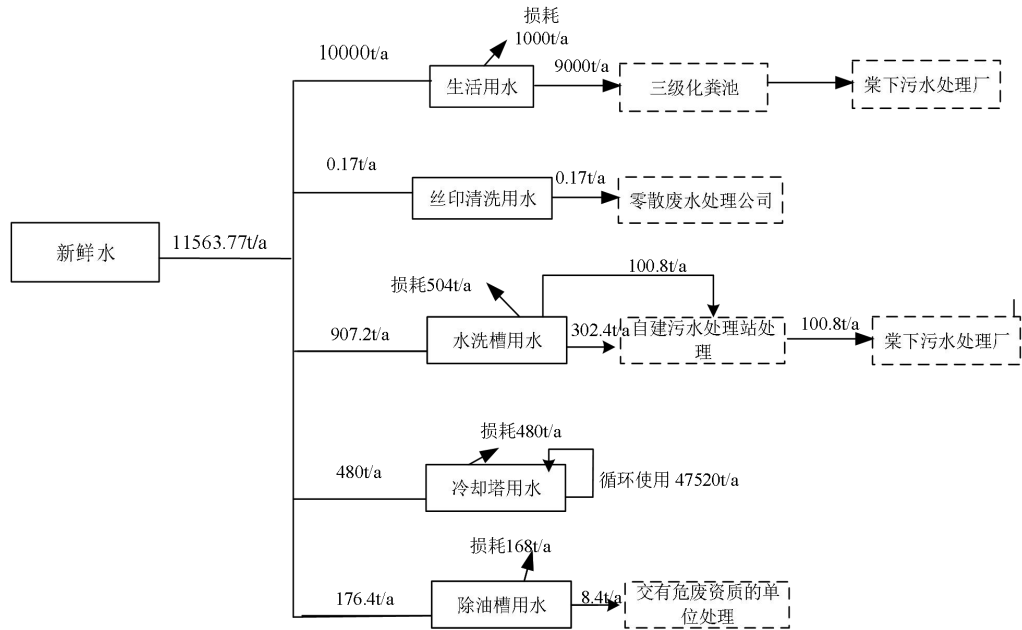 损耗
1000t/a
10000t/a
生活用水
9000t/a
三级化粪池
棠下污水处理厂
0.17t/a
丝印清洗用水
0.17t/a
零散废水处理公司
新鲜水
11563.77t/a
100.8t/a
损耗504t/a
907.2t/a
水洗槽用水
302.4t/a
自建污水处理站处
理
100.8t/a
棠下污水处理厂
损耗480t/a
480t/a
冷却塔用水
循环使用 47520t/a
损耗168t/a
176.4t/a
除油槽用水
8.4t/a
交有危废资质的单
位处理